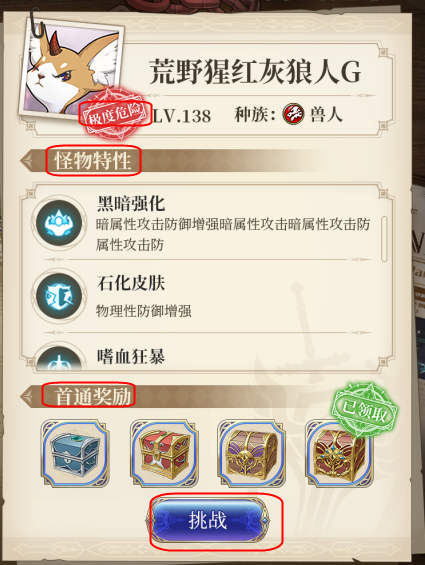 荒野猩红灰狼人G
极度危险
LV.138 种族：兽人
怪物特性
黑暗强化
暗属性攻击防御增强暗属性攻击暗属性攻击防
属性攻击防
石化皮肤
物理性防御增强
嗜血狂暴
首通奖励
已领取
挑战